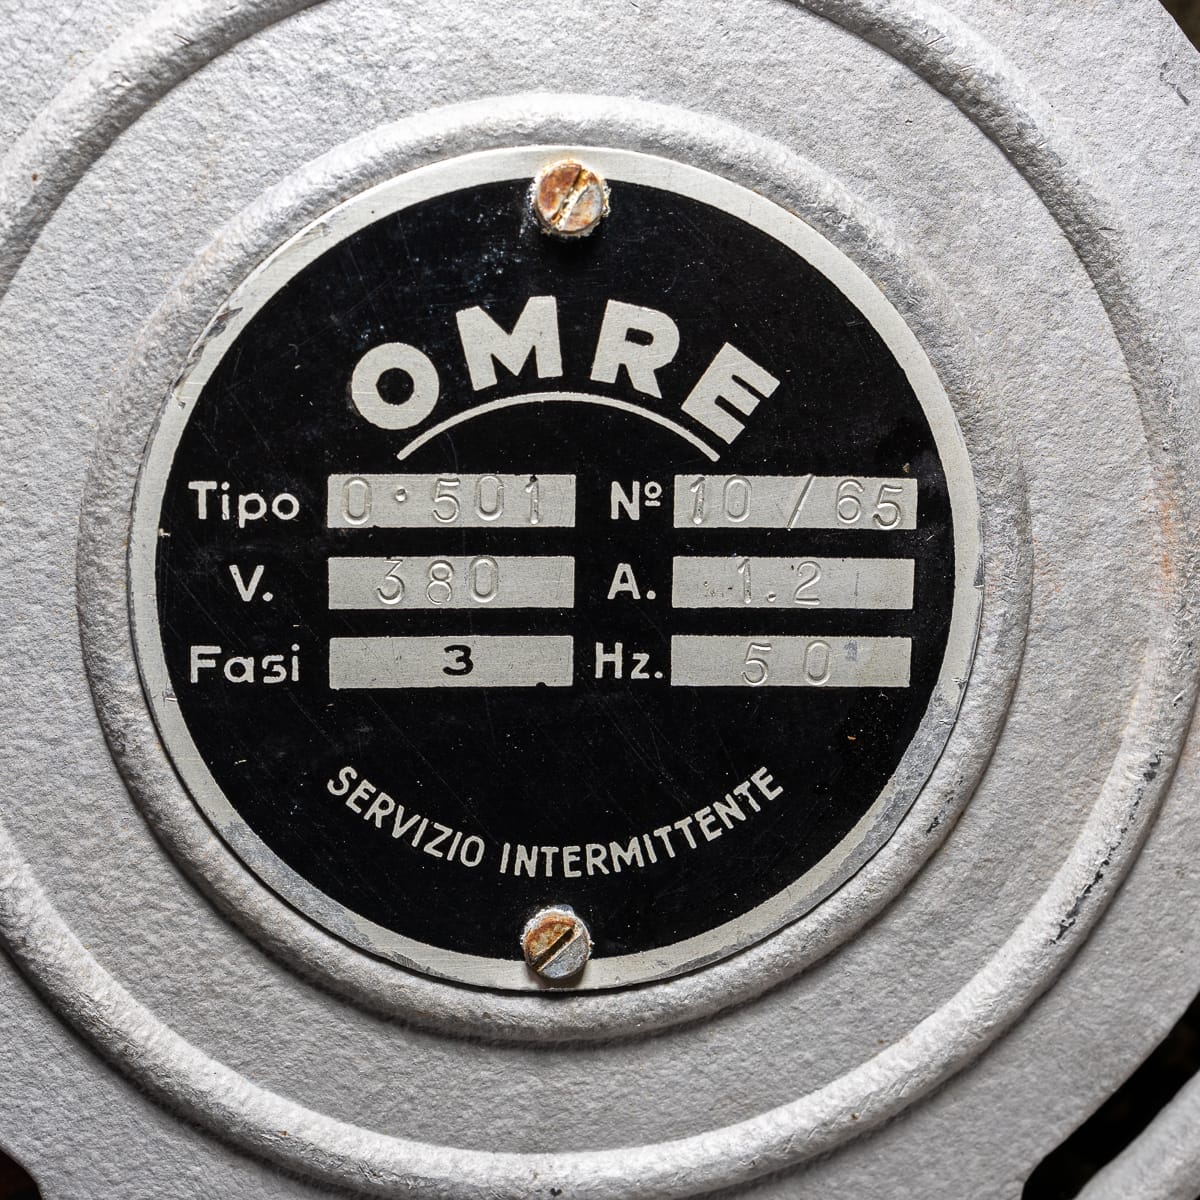 OMRE
Tipo 0·501 Nº 10/65
V. 380 A. 1.2
Fasi 3 Hz. 50
SERVIZIO INTERMITTENTE